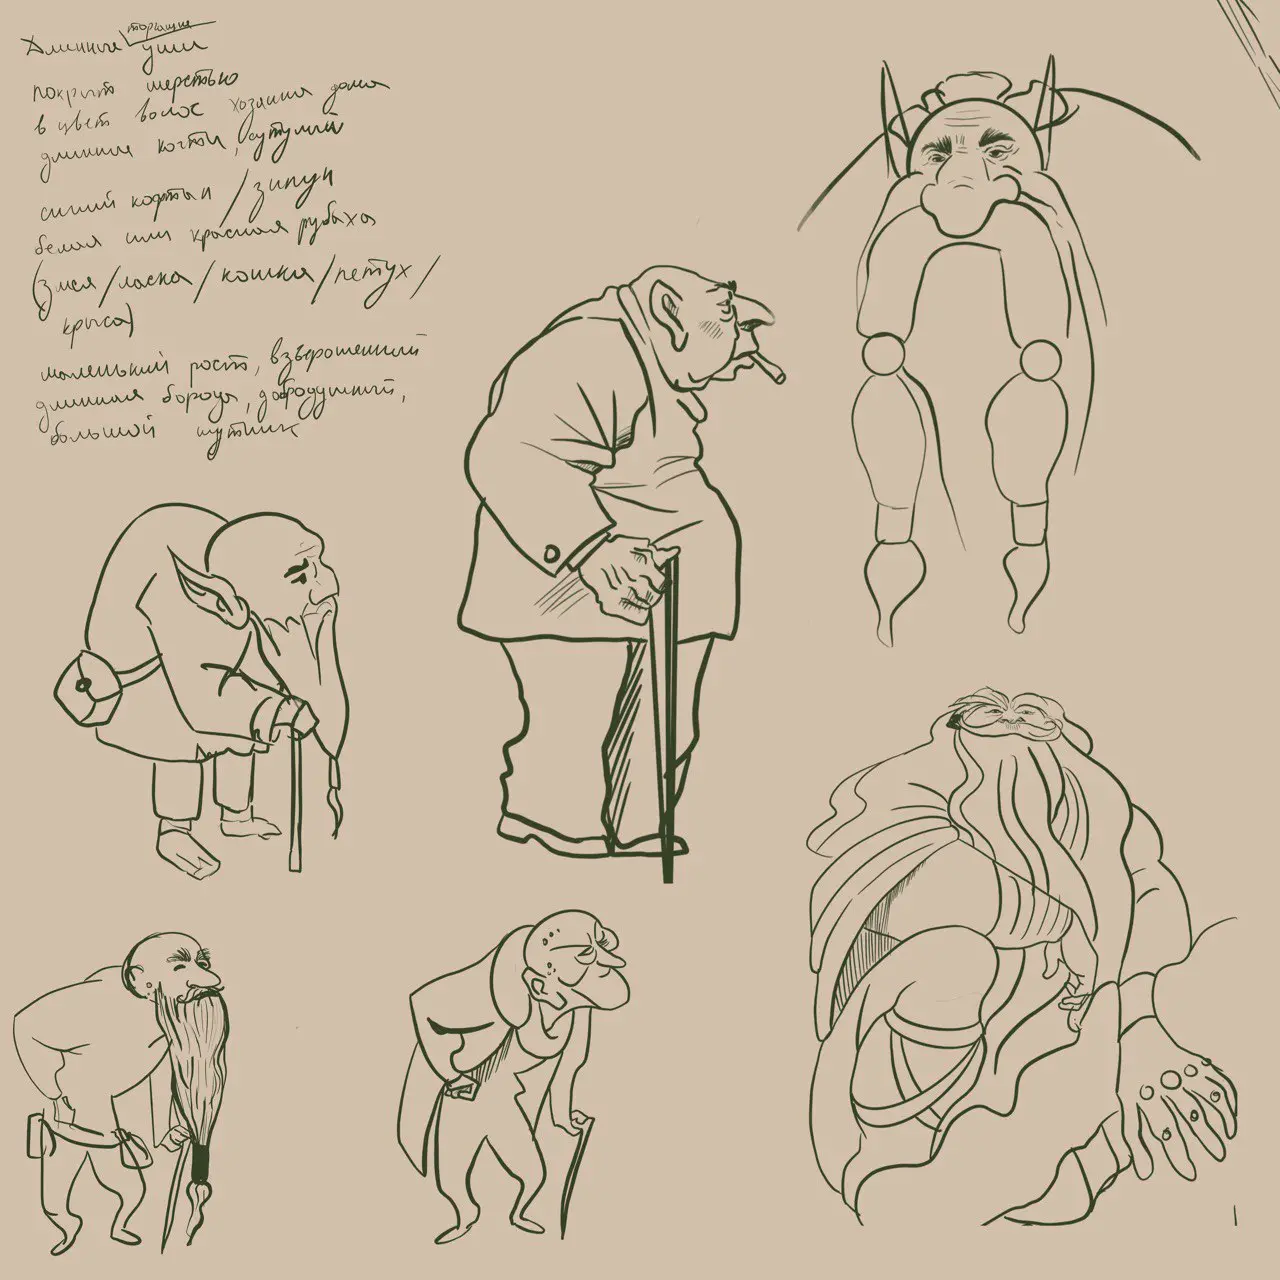 длинные торчащие уши
покрыт шерстью
в цвет волос хозяина дома
длинные когти, сутулый
синий кафтан / зипун
белая или красная рубаха
(змея/ласка/кошка/петух/
крыса)
маленький рост, взъерошенный
длинная борода, добродушный,
большой шутник